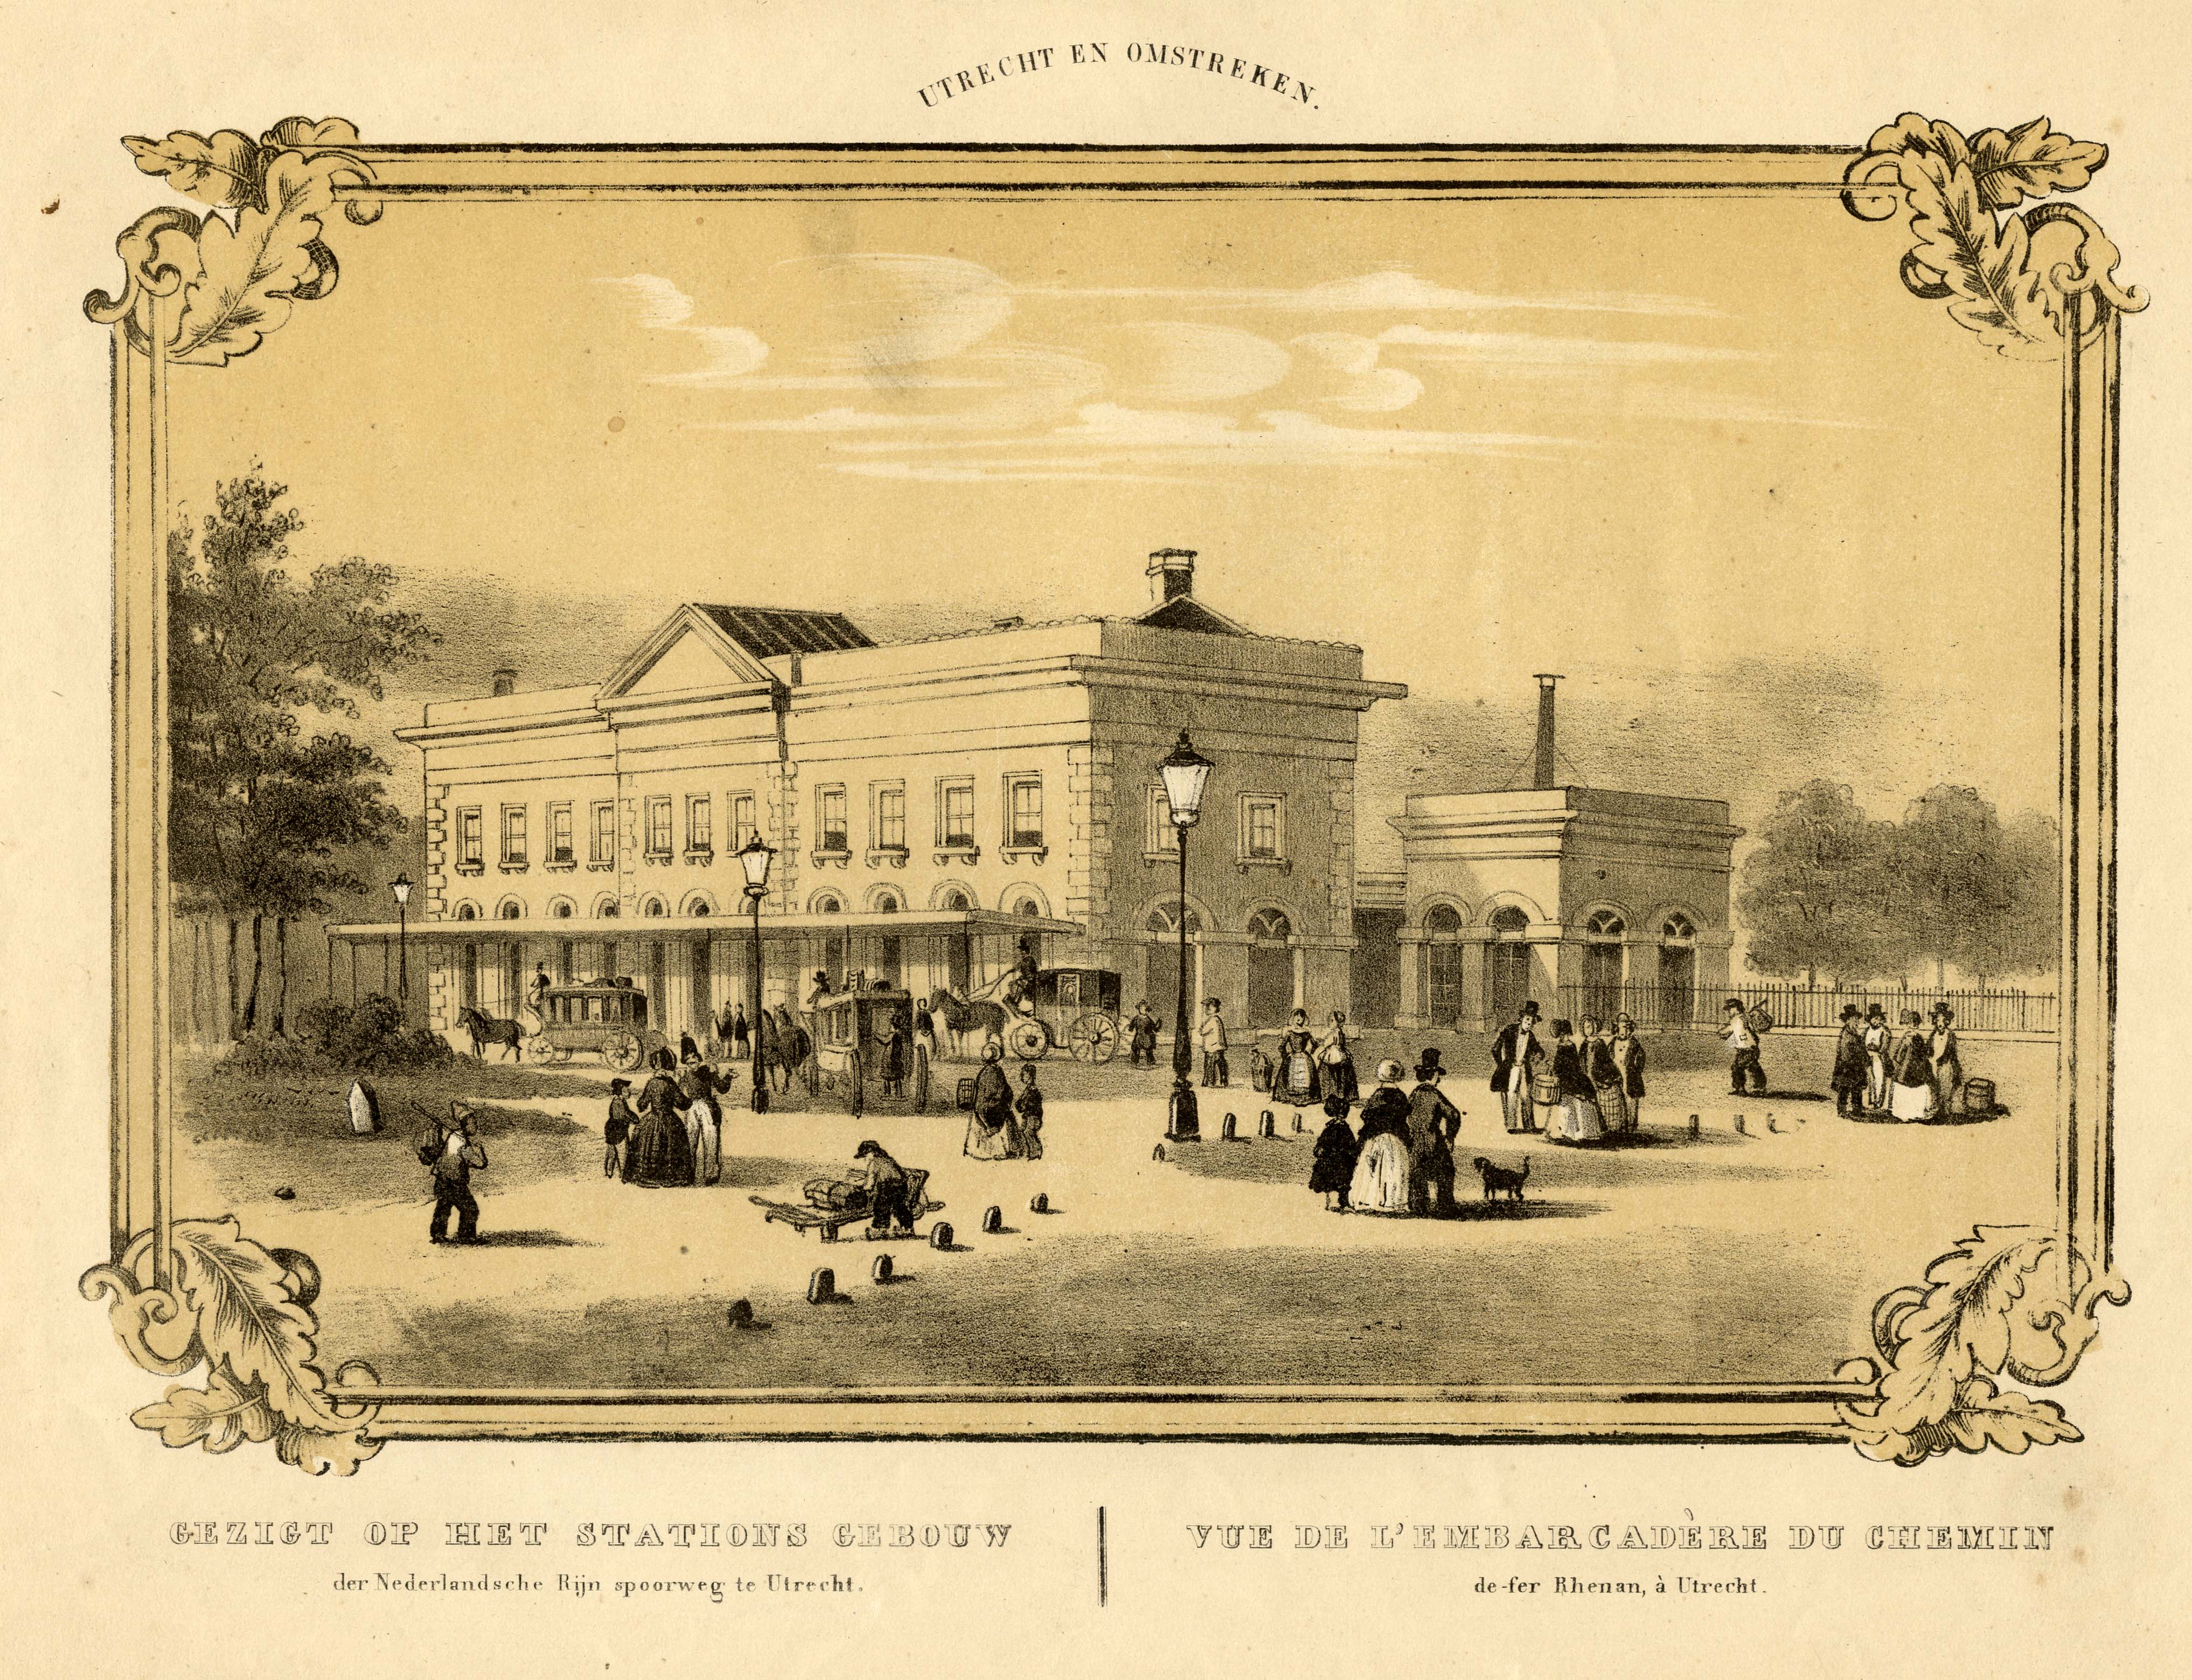 UTRECHT EN OMSTREKEN.
GEZIGT OP HET STATIONS GEBOUW
der Nederlandsche Rijn spoorweg te Utrecht.
VUE DE L'EMBARCADÈRE DU CHEMIN
de-fer Rhenan, à Utrecht.